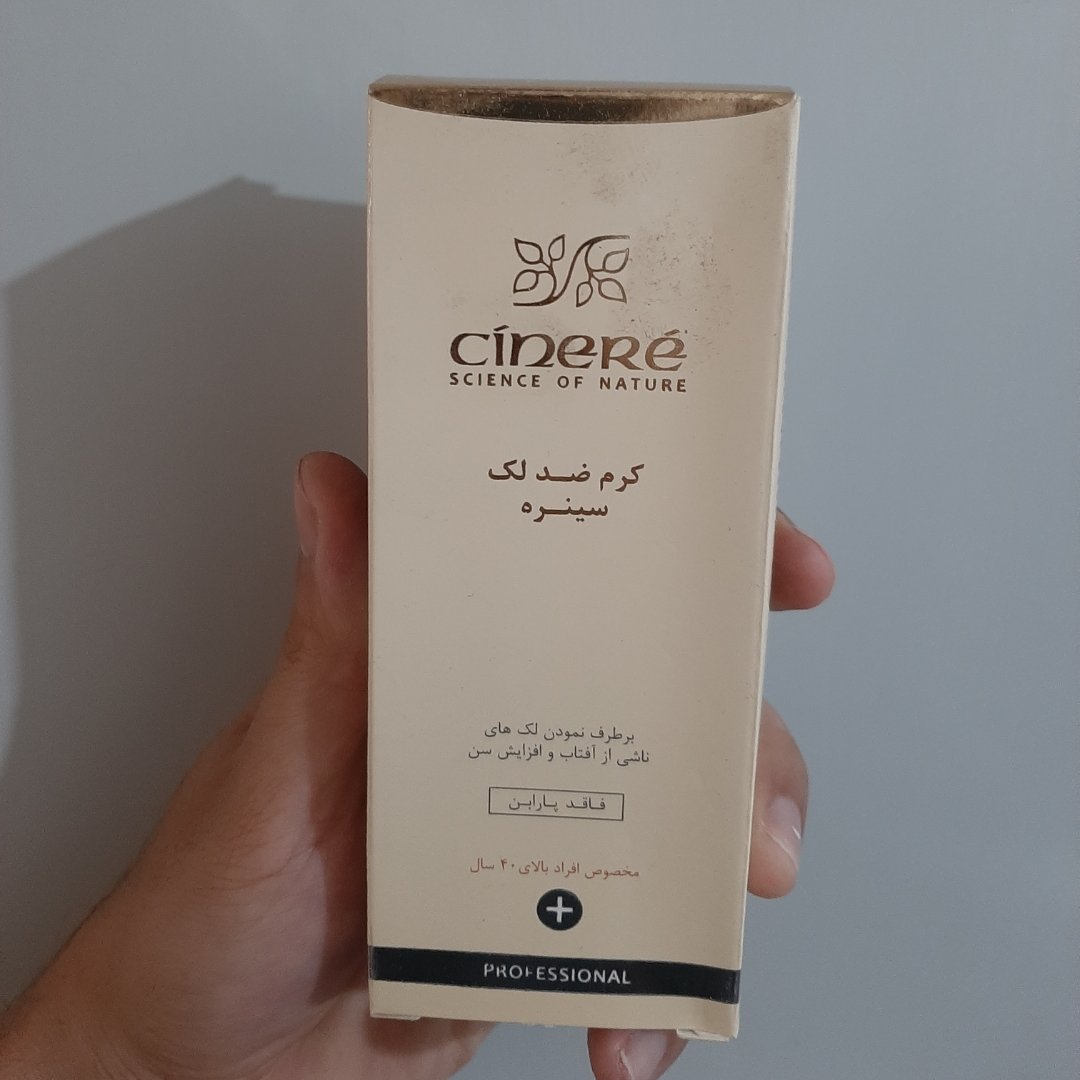 cíneré
SCIENCE OF NATURE
کرم ضد لک
سینره
برطرف نمودن لک های
ناشی از آفتاب و افزایش سن
فاقد پارابن
مخصوص افراد بالای ۴۰ سال
PROFESSIONAL